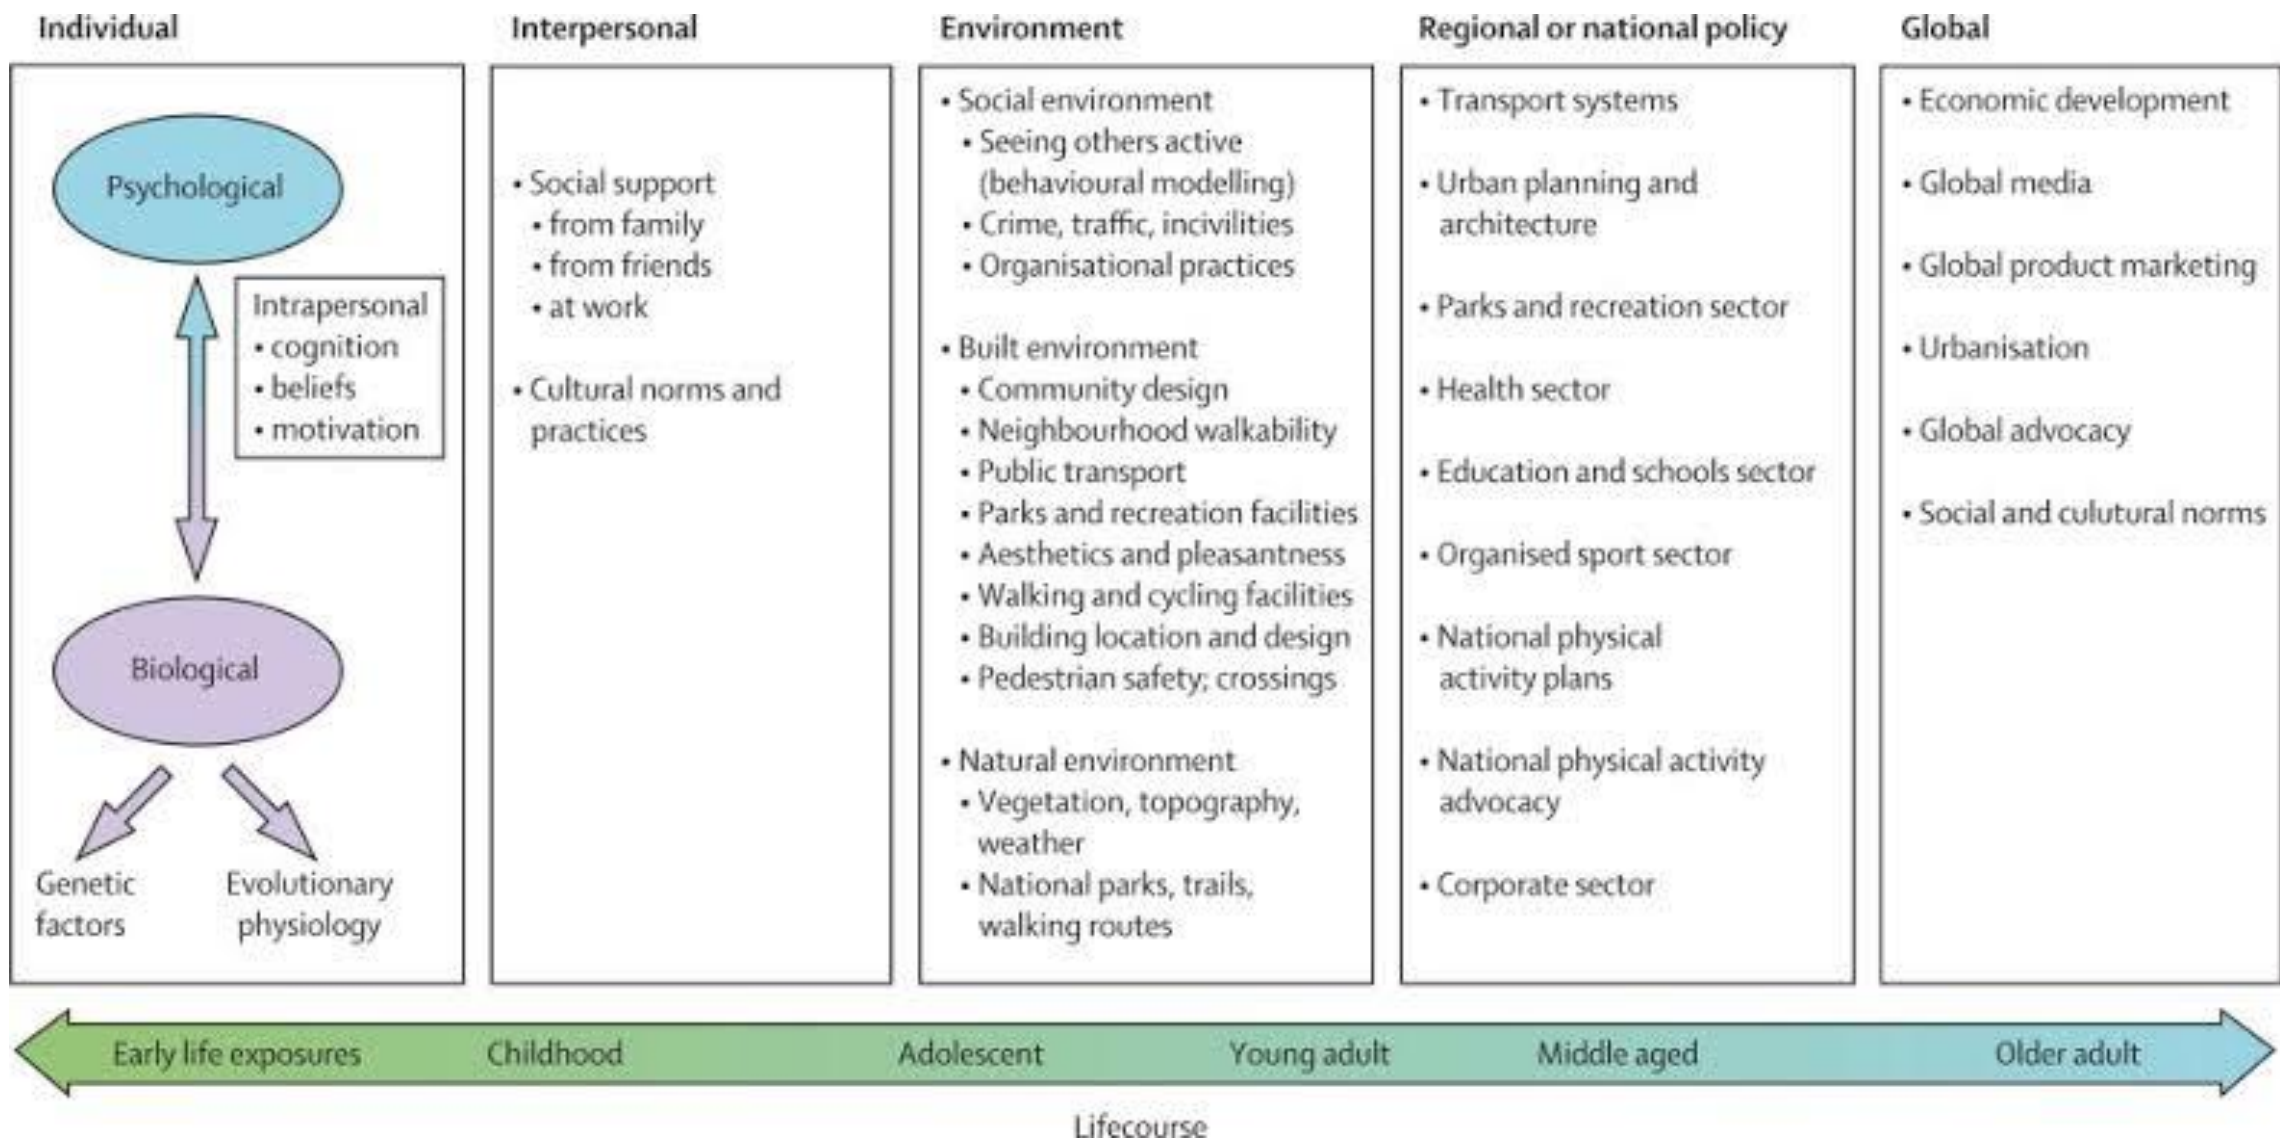 Individual
Psychological
Intrapersonal
• cognition
• beliefs
• motivation
Biological
Genetic
factors
Evolutionary
physiology
Interpersonal
• Social support
• from family
• from friends
• at work
• Cultural norms and
practices
Environment
• Social environment
• Seeing others active
(behavioural modelling)
• Crime, traffic, incivilities
• Organisational practices
• Built environment
• Community design
• Neighbourhood walkability
• Public transport
• Parks and recreation facilities
• Aesthetics and pleasantness
• Walking and cycling facilities
• Building location and design
• Pedestrian safety; crossings
• Natural environment
• Vegetation, topography,
weather
• National parks, trails,
walking routes
Regional or national policy
• Transport systems
• Urban planning and
architecture
• Parks and recreation sector
• Health sector
• Education and schools sector
• Organised sport sector
• National physical
activity plans
• National physical activity
advocacy
• Corporate sector
Global
• Economic development
• Global media
• Global product marketing
• Urbanisation
• Global advocacy
• Social and culutural norms
Early life exposures
Childhood
Adolescent
Young adult
Middle aged
Older adult
Lifecourse